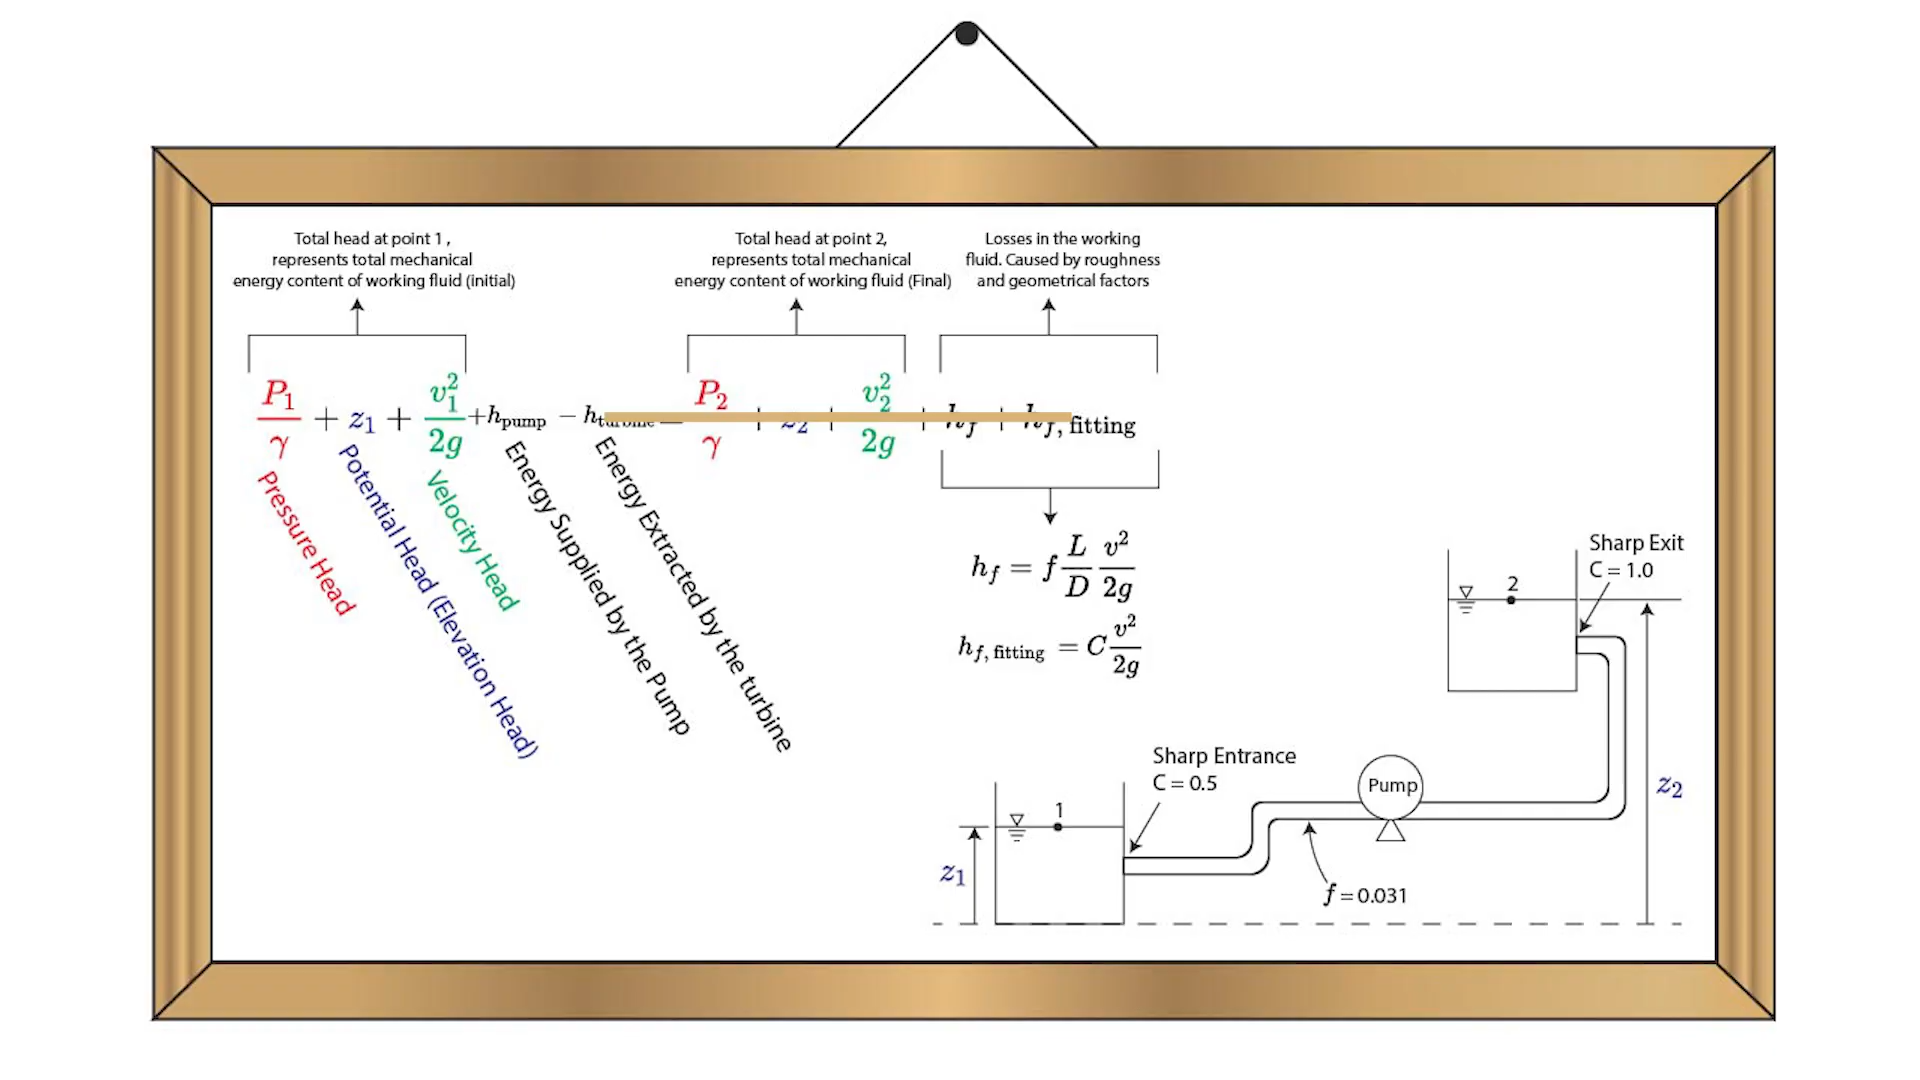 Total head at point 1 ,
represents total mechanical
energy content of working fluid (initial)
Total head at point 2,
represents total mechanical
energy content of working fluid (Final)
Losses in the working
fluid. Caused by roughness
and geometrical factors
P₁/γ + z₁ + v₁²/2g + h_pump − h P₂/γ v₂²/2g fitting
Pressure Head
Potential Head (Elevation Head)
Velocity Head
Energy Supplied by the Pump
Energy Extracted by the turbine
h_f = f L/D v²/2g
h_f, fitting = C v²/2g
Sharp Exit
C = 1.0
2
Sharp Entrance
C = 0.5
Pump
1
z₂
z₁
f = 0.031